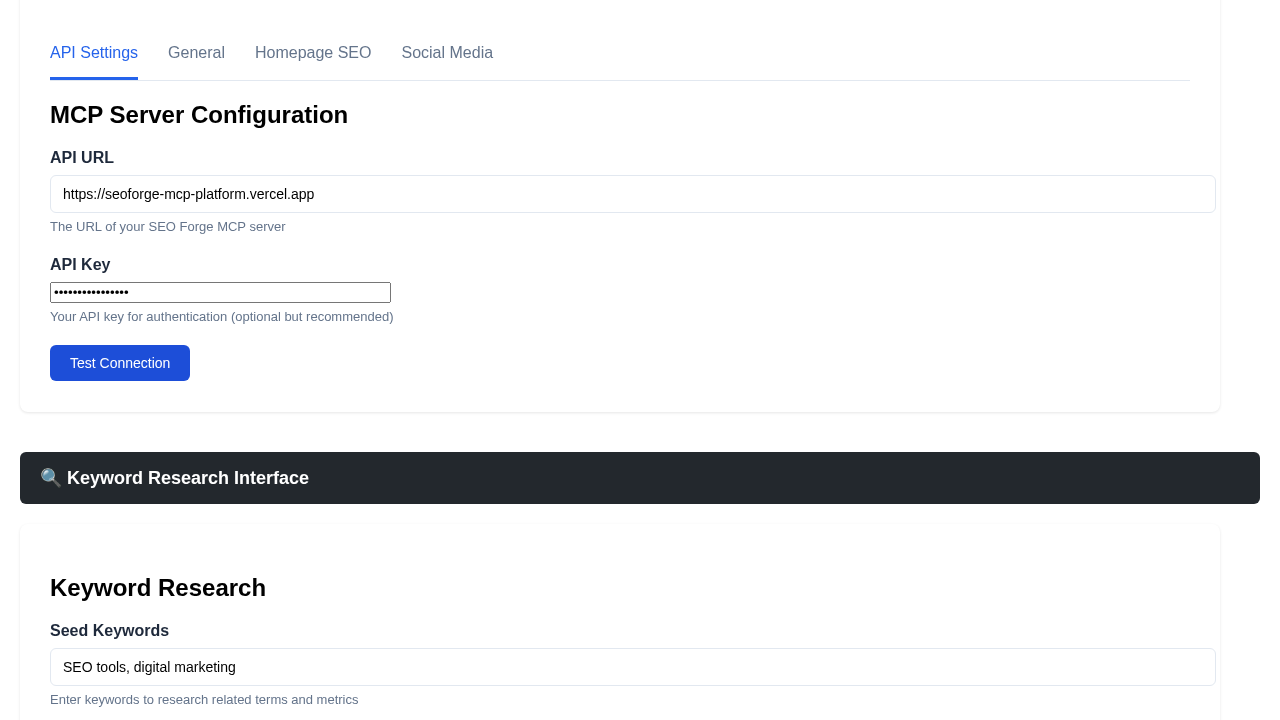 API Settings General Homepage SEO Social Media
MCP Server Configuration
API URL
https://seoforge-mcp-platform.vercel.app
The URL of your SEO Forge MCP server
API Key
••••••••••••••••
Your API key for authentication (optional but recommended)
Test Connection
🔍 Keyword Research Interface
Keyword Research
Seed Keywords
SEO tools, digital marketing
Enter keywords to research related terms and metrics